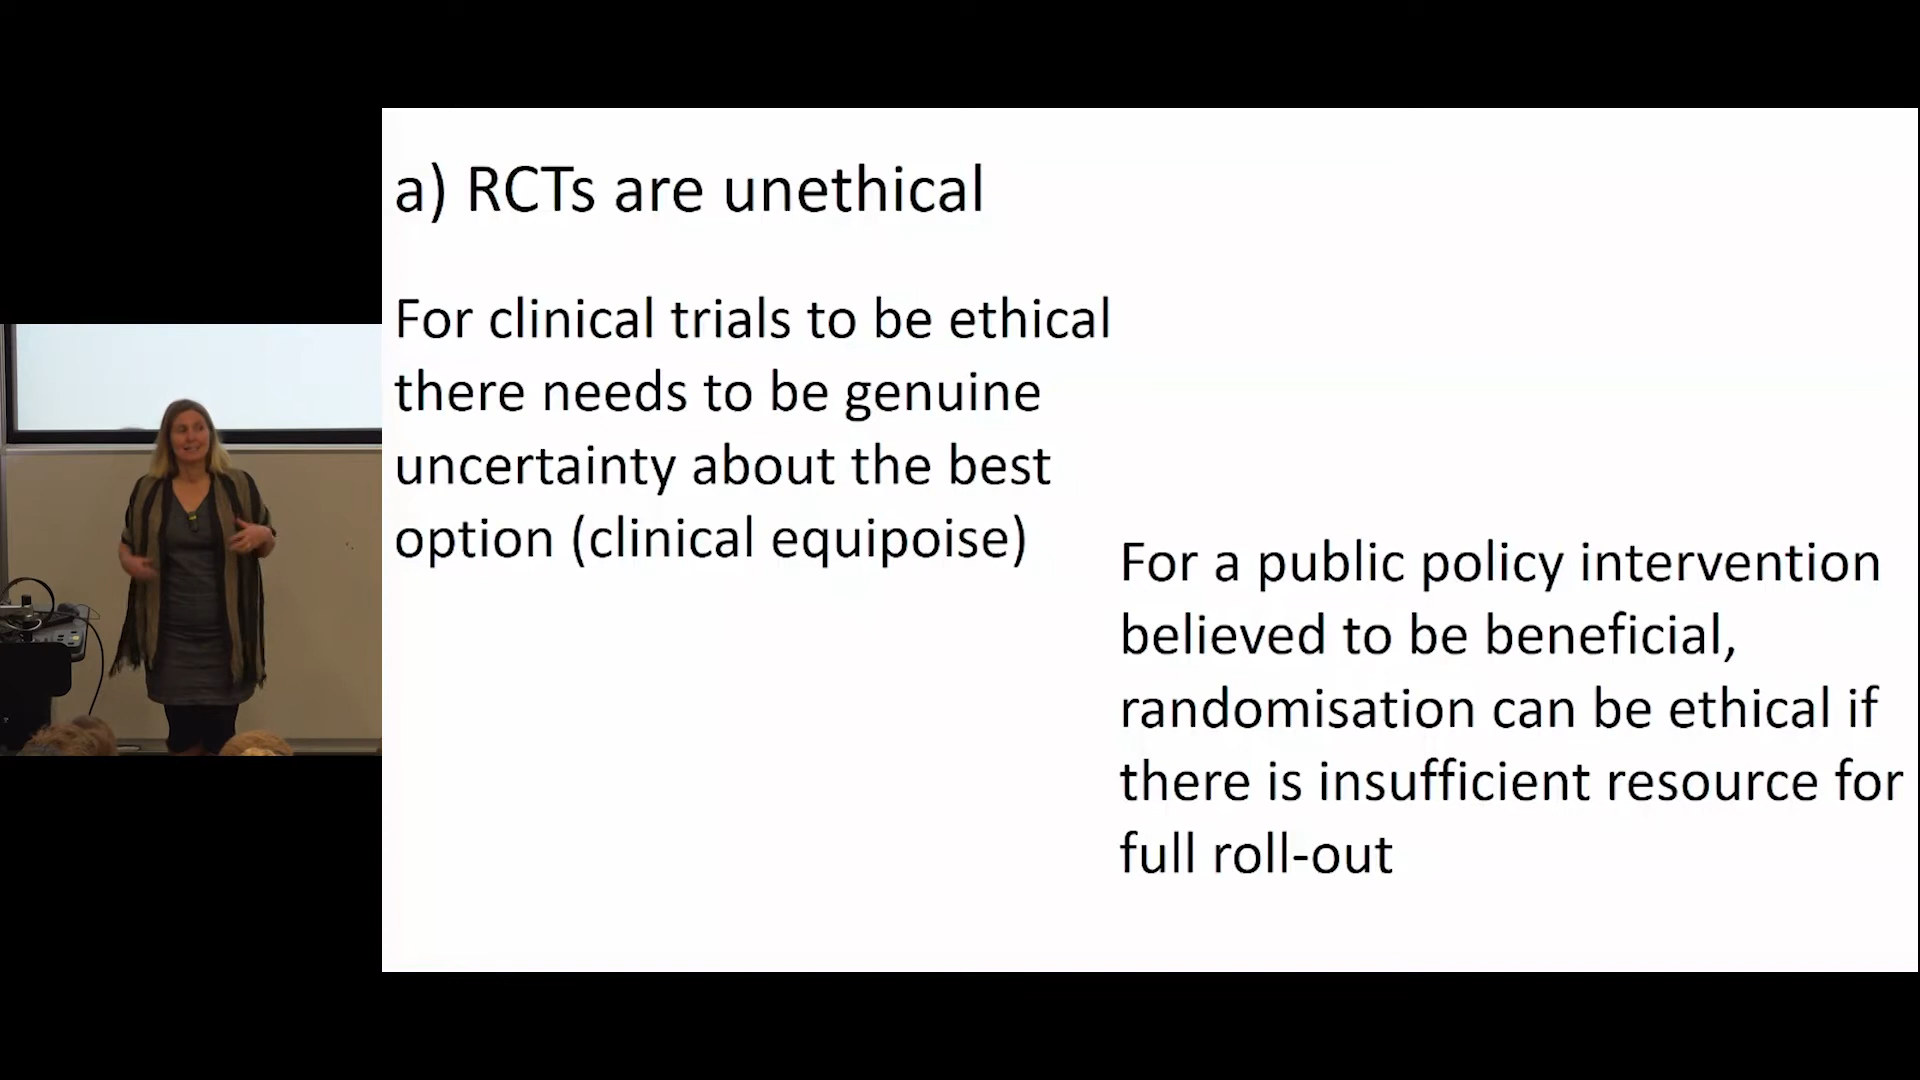 a) RCTs are unethical
For clinical trials to be ethical
there needs to be genuine
uncertainty about the best
option (clinical equipoise)
For a public policy intervention
believed to be beneficial,
randomisation can be ethical if
there is insufficient resource for
full roll-out